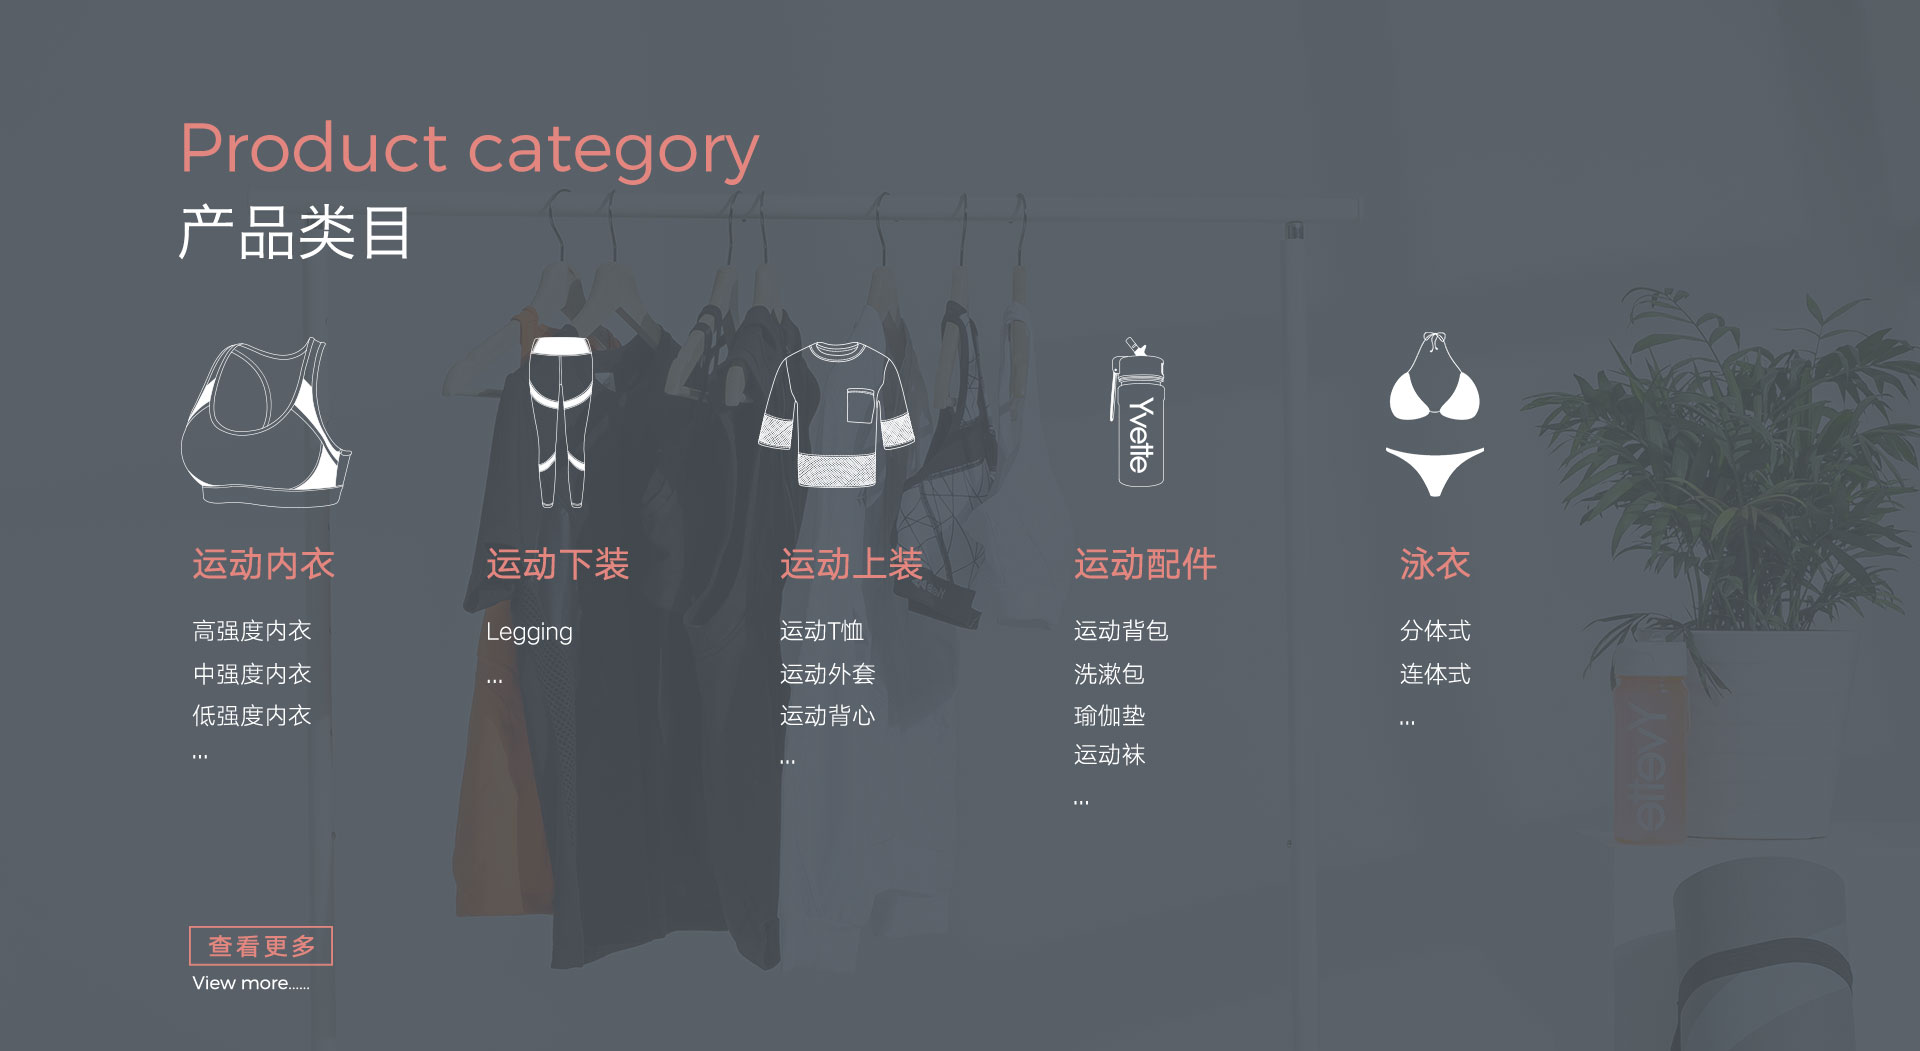 Product category
产品类目
Yvette
运动内衣
高强度内衣
中强度内衣
低强度内衣
...
运动下装
Legging
...
运动上装
运动T恤
运动外套
运动背心
...
运动配件
运动背包
洗漱包
瑜伽垫
运动袜
...
泳衣
分体式
连体式
...
Yvette
Yvette
查看更多
View more......